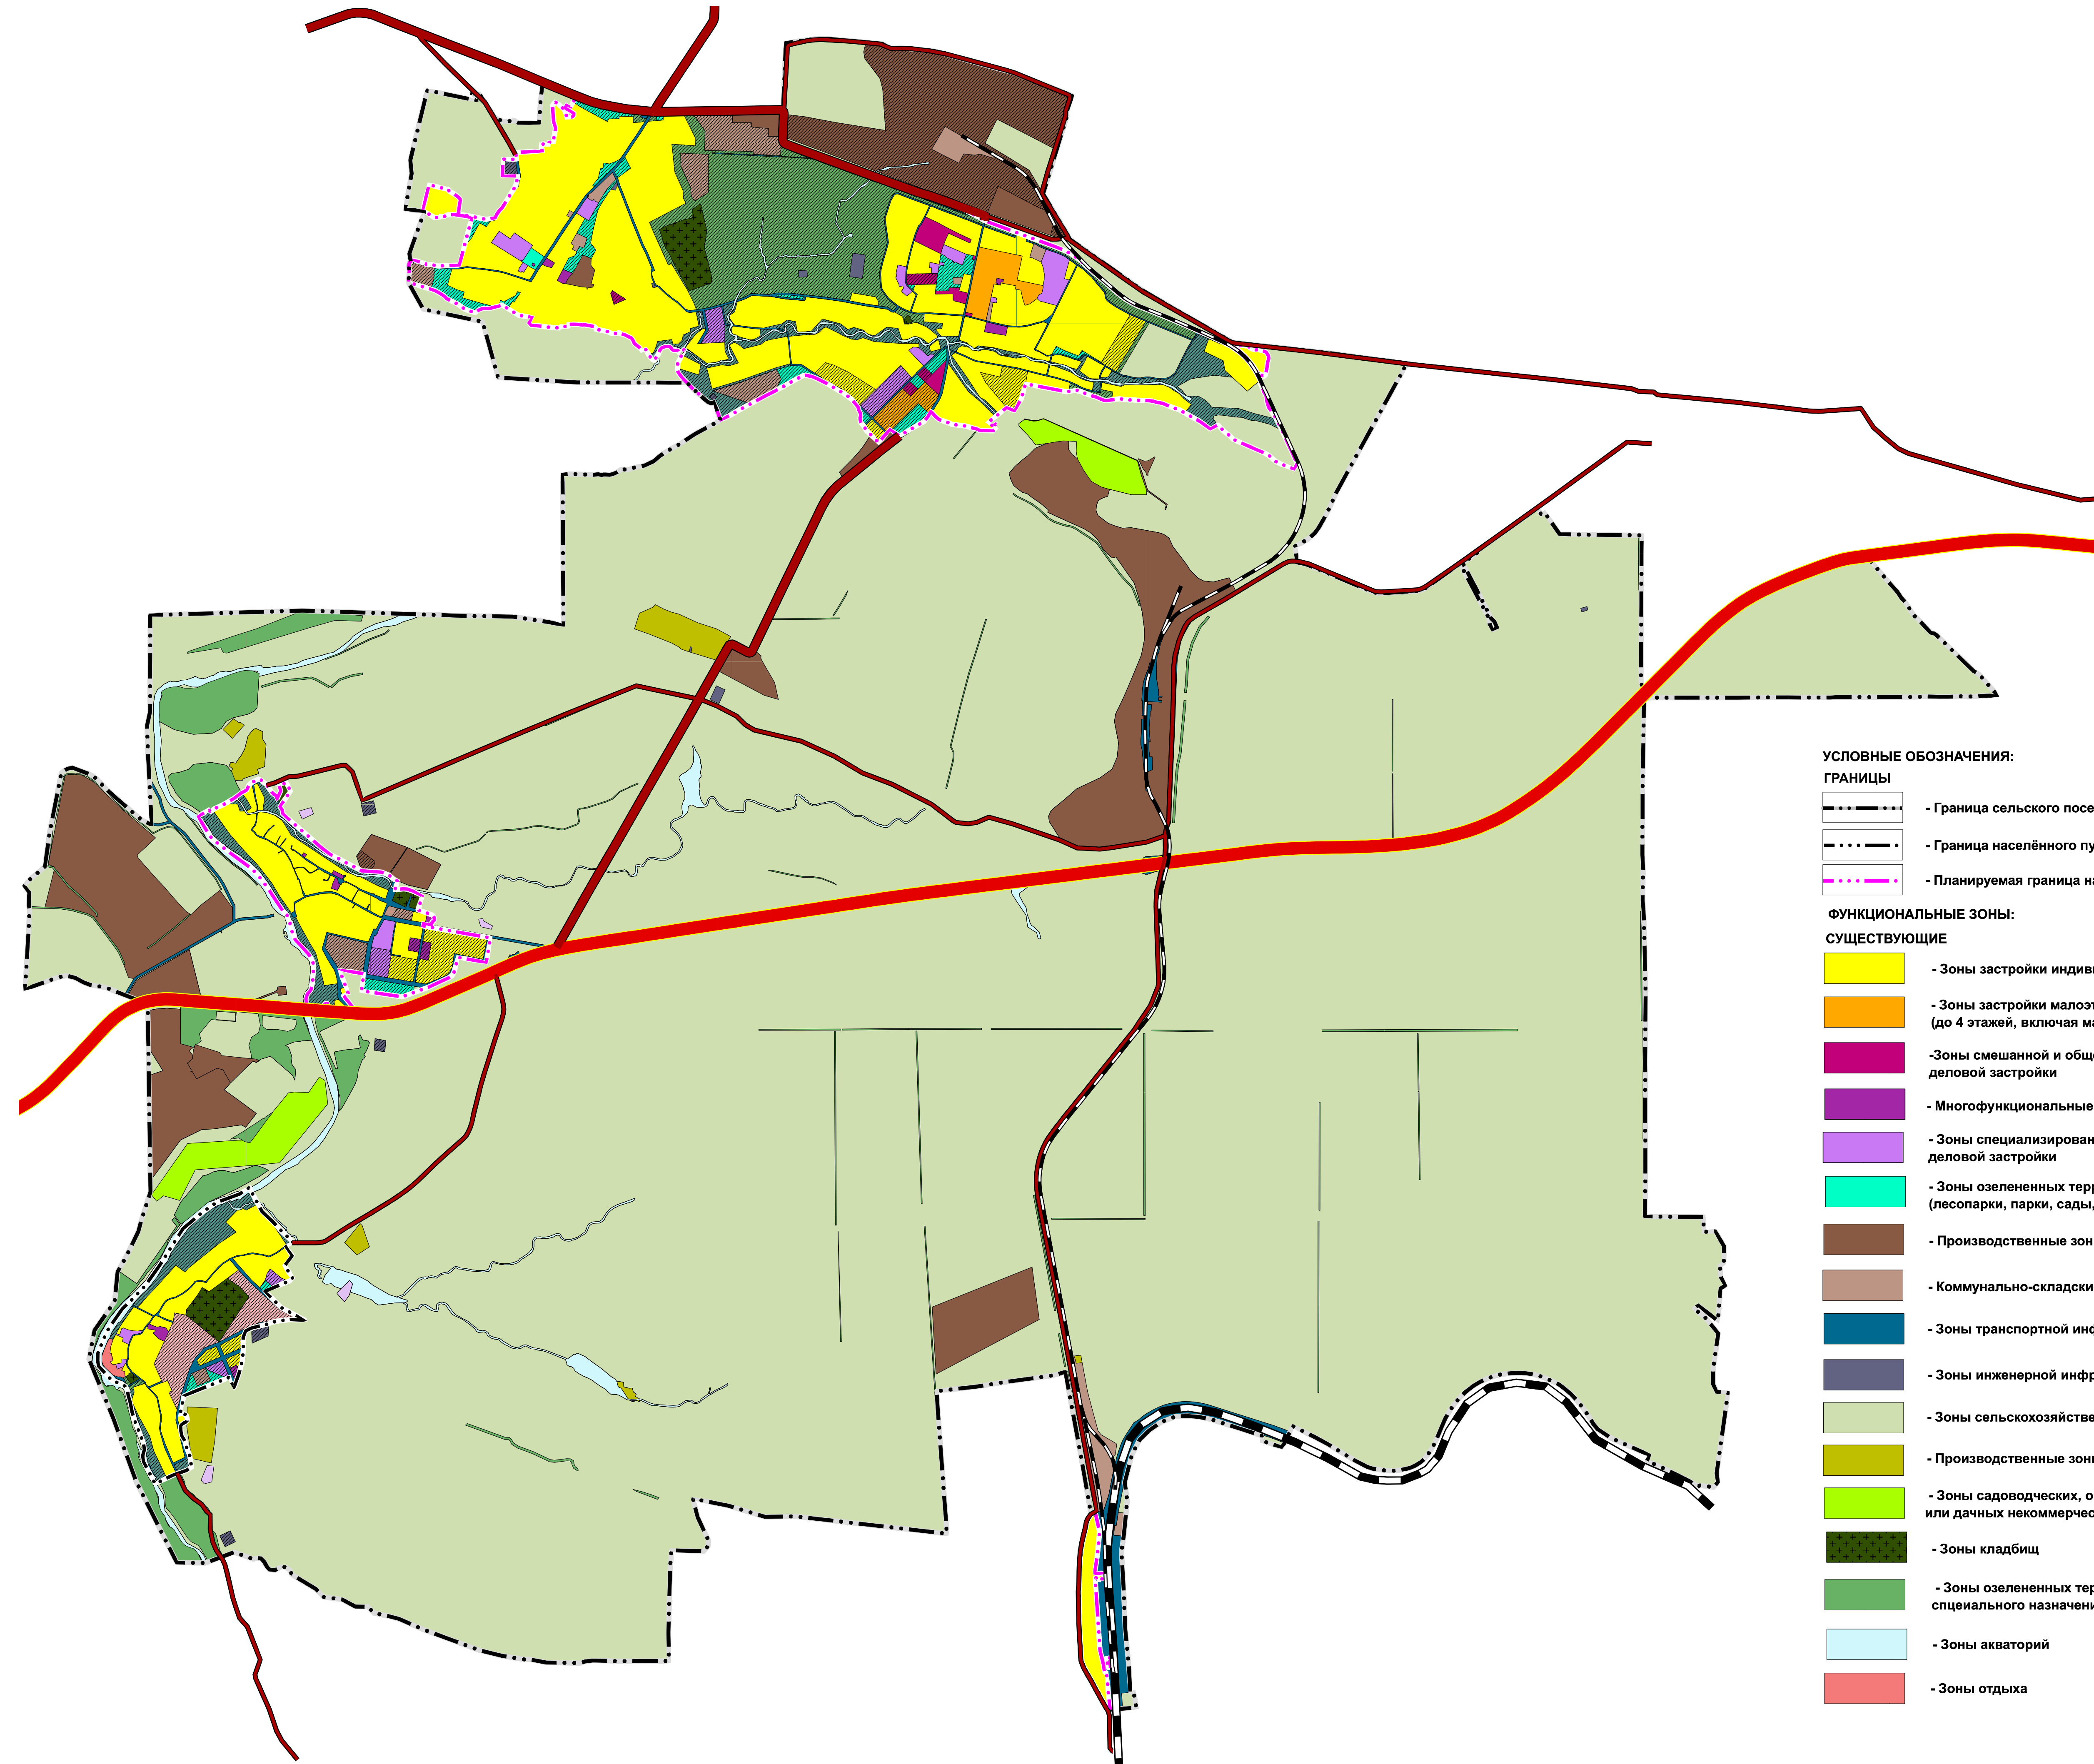 УСЛОВНЫЕ ОБОЗНАЧЕНИЯ:
ГРАНИЦЫ
- Граница сельского посе
- Граница населённого пу
- Планируемая граница на
ФУНКЦИОНАЛЬНЫЕ ЗОНЫ:
СУЩЕСТВУЮЩИЕ
- Зоны застройки индиви
- Зоны застройки малоэт
(до 4 этажей, включая ма
-Зоны смешанной и общ
деловой застройки
- Многофункциональные
- Зоны специализирован
деловой застройки
- Зоны озелененных терр
(лесопарки, парки, сады,
- Производственные зон
- Коммунально-складски
- Зоны транспортной инф
- Зоны инженерной инфр
- Зоны сельскохозяйстве
- Производственные зоны
- Зоны садоводческих, о
или дачных некоммерчес
- Зоны кладбищ
- Зоны озелененных тер
спцеиального назначени
- Зоны акваторий
- Зоны отдыха